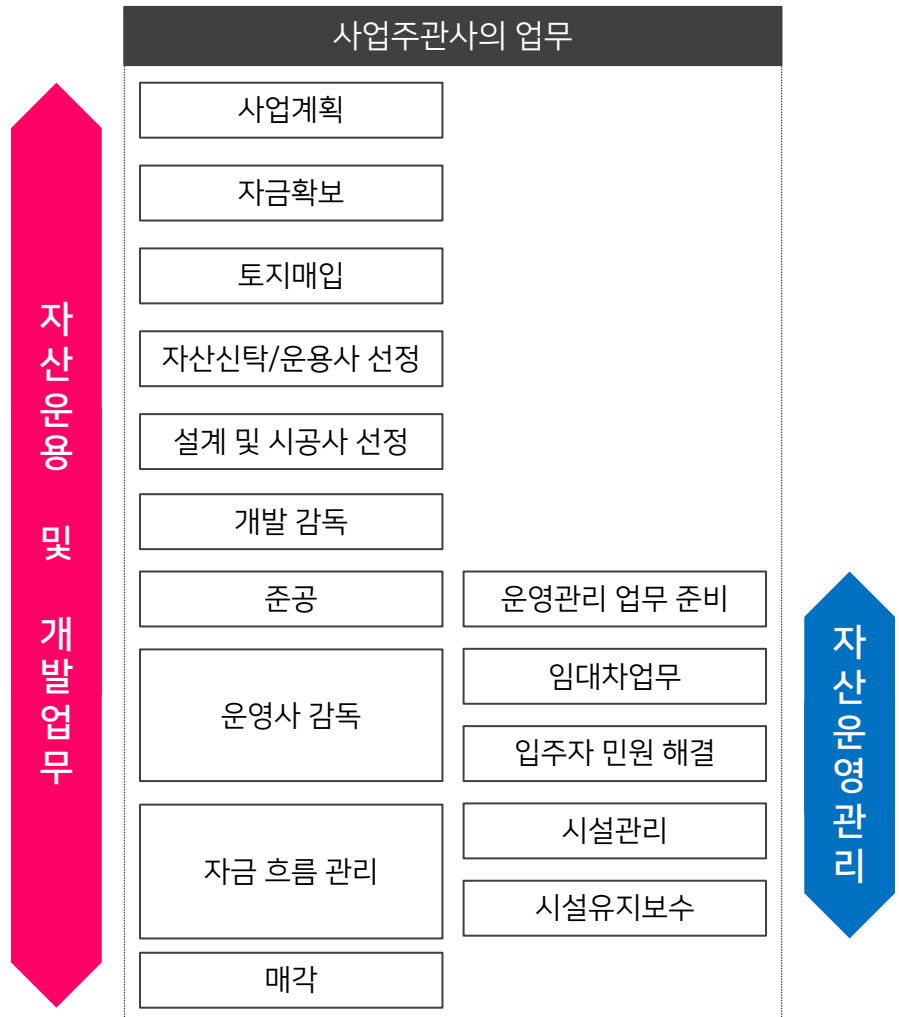 사업주관사의 업무
자산운용 및 개발업무
사업계획
자금확보
토지매입
자산신탁/운용사 선정
설계 및 시공사 선정
개발 감독
준공
운영관리 업무 준비
운영사 감독
임대차업무
입주자 민원 해결
자금 흐름 관리
시설관리
시설유지보수
매각
자산운영관리